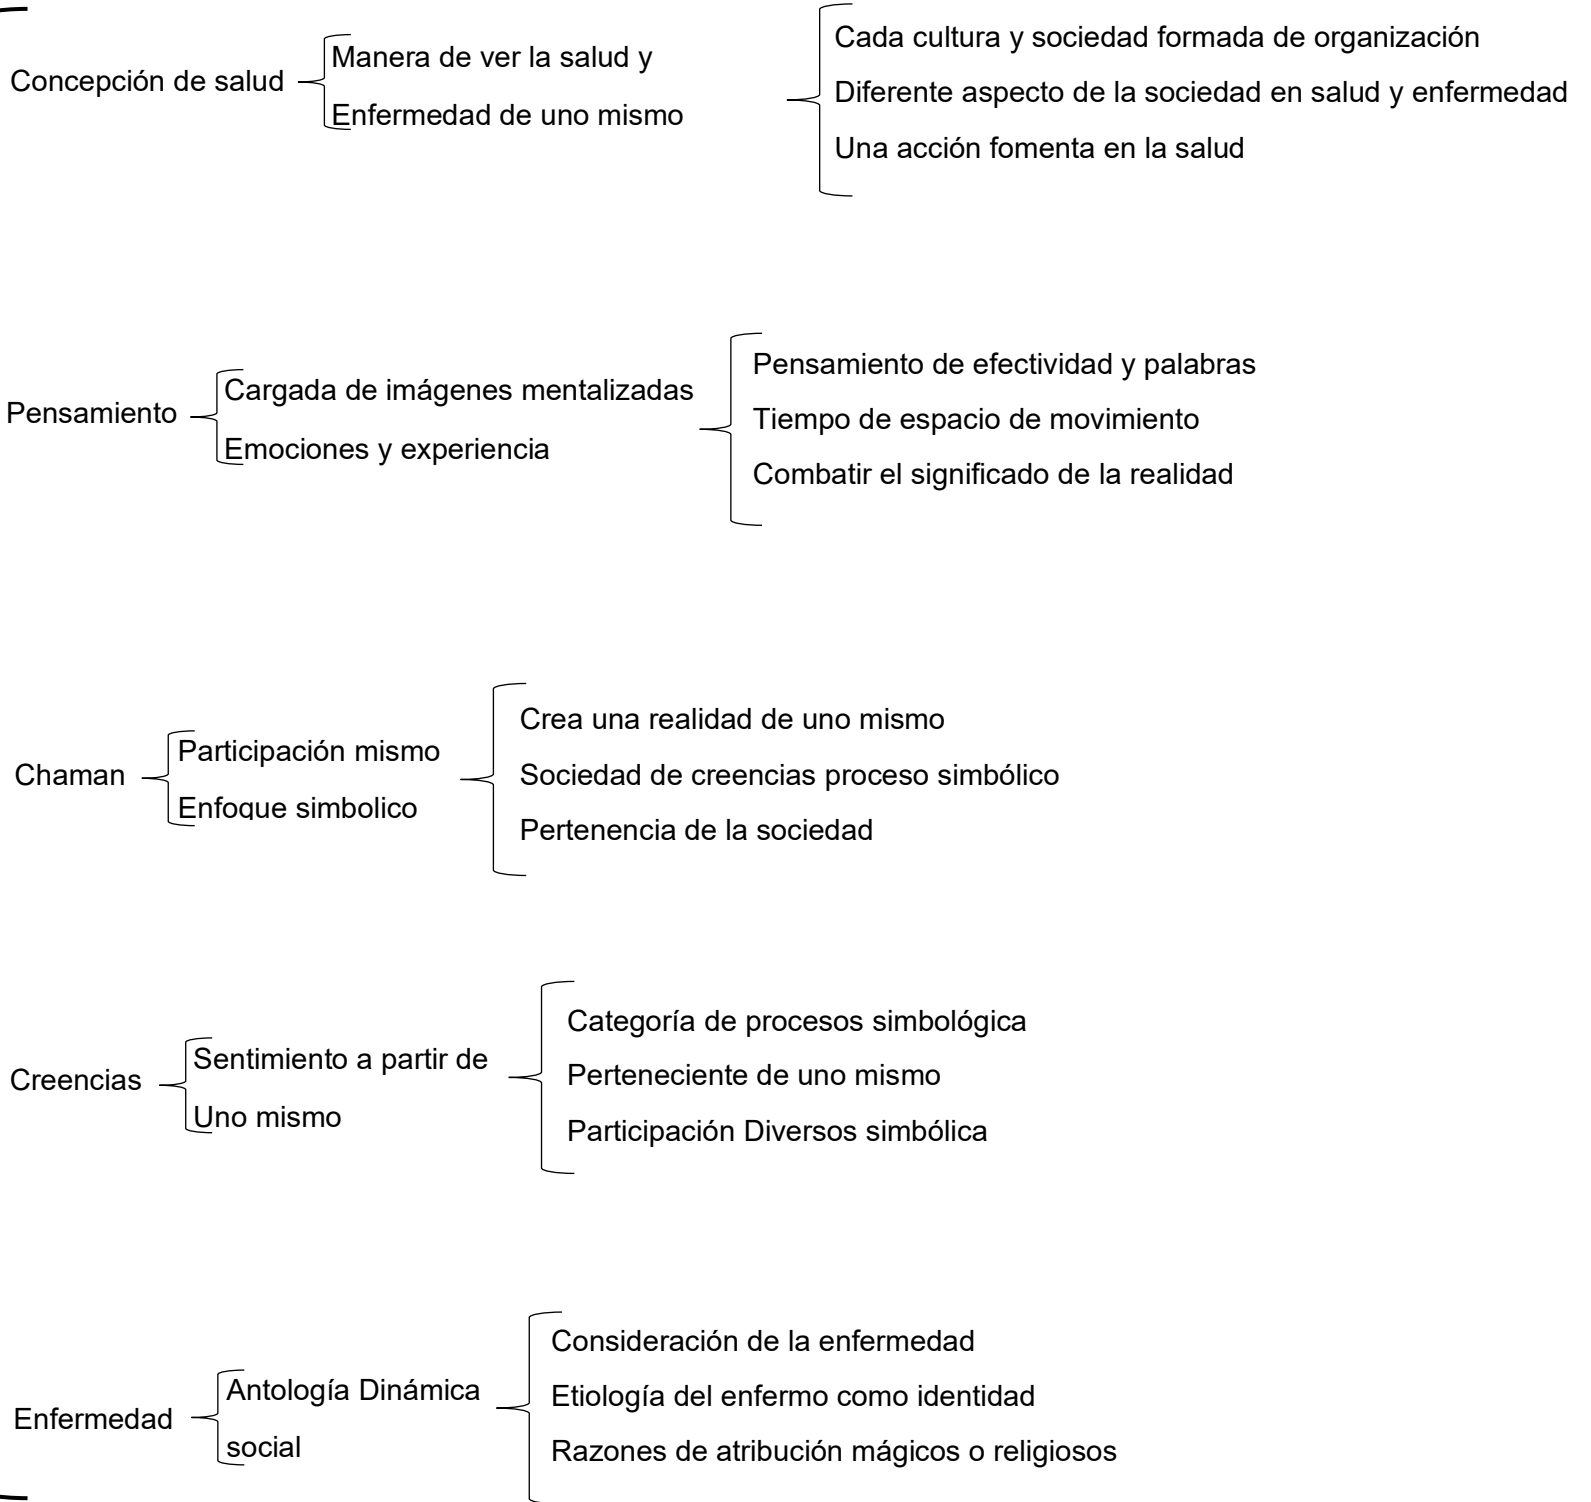 Concepción de salud
Manera de ver la salud y
Enfermedad de uno mismo
Cada cultura y sociedad formada de organización
Diferente aspecto de la sociedad en salud y enfermedad
Una acción fomenta en la salud
Pensamiento
Cargada de imágenes mentalizadas
Emociones y experiencia
Pensamiento de efectividad y palabras
Tiempo de espacio de movimiento
Combatir el significado de la realidad
Chaman
Participación mismo
Enfoque simbolico
Crea una realidad de uno mismo
Sociedad de creencias proceso simbólico
Pertenencia de la sociedad
Creencias
Sentimiento a partir de
Uno mismo
Categoría de procesos simbológica
Perteneciente de uno mismo
Participación Diversos simbólica
Enfermedad
Antología Dinámica
social
Consideración de la enfermedad
Etiología del enfermo como identidad
Razones de atribución mágicos o religiosos